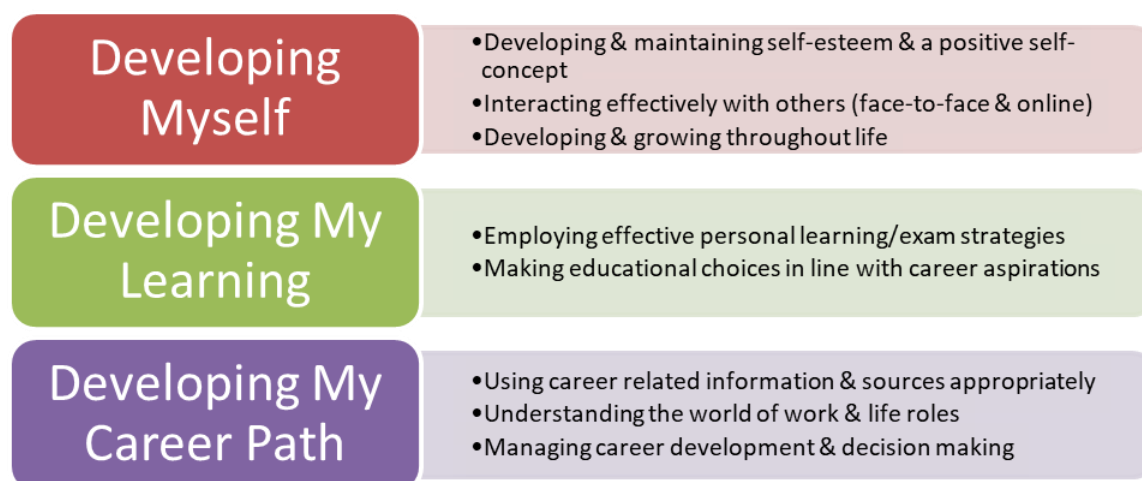 Developing
Myself
•Developing & maintaining self-esteem & a positive self-
concept
•Interacting effectively with others (face-to-face & online)
•Developing & growing throughout life
Developing My
Learning
•Employing effective personal learning/exam strategies
•Making educational choices in line with career aspirations
Developing My
Career Path
•Using career related information & sources appropriately
•Understanding the world of work & life roles
•Managing career development & decision making